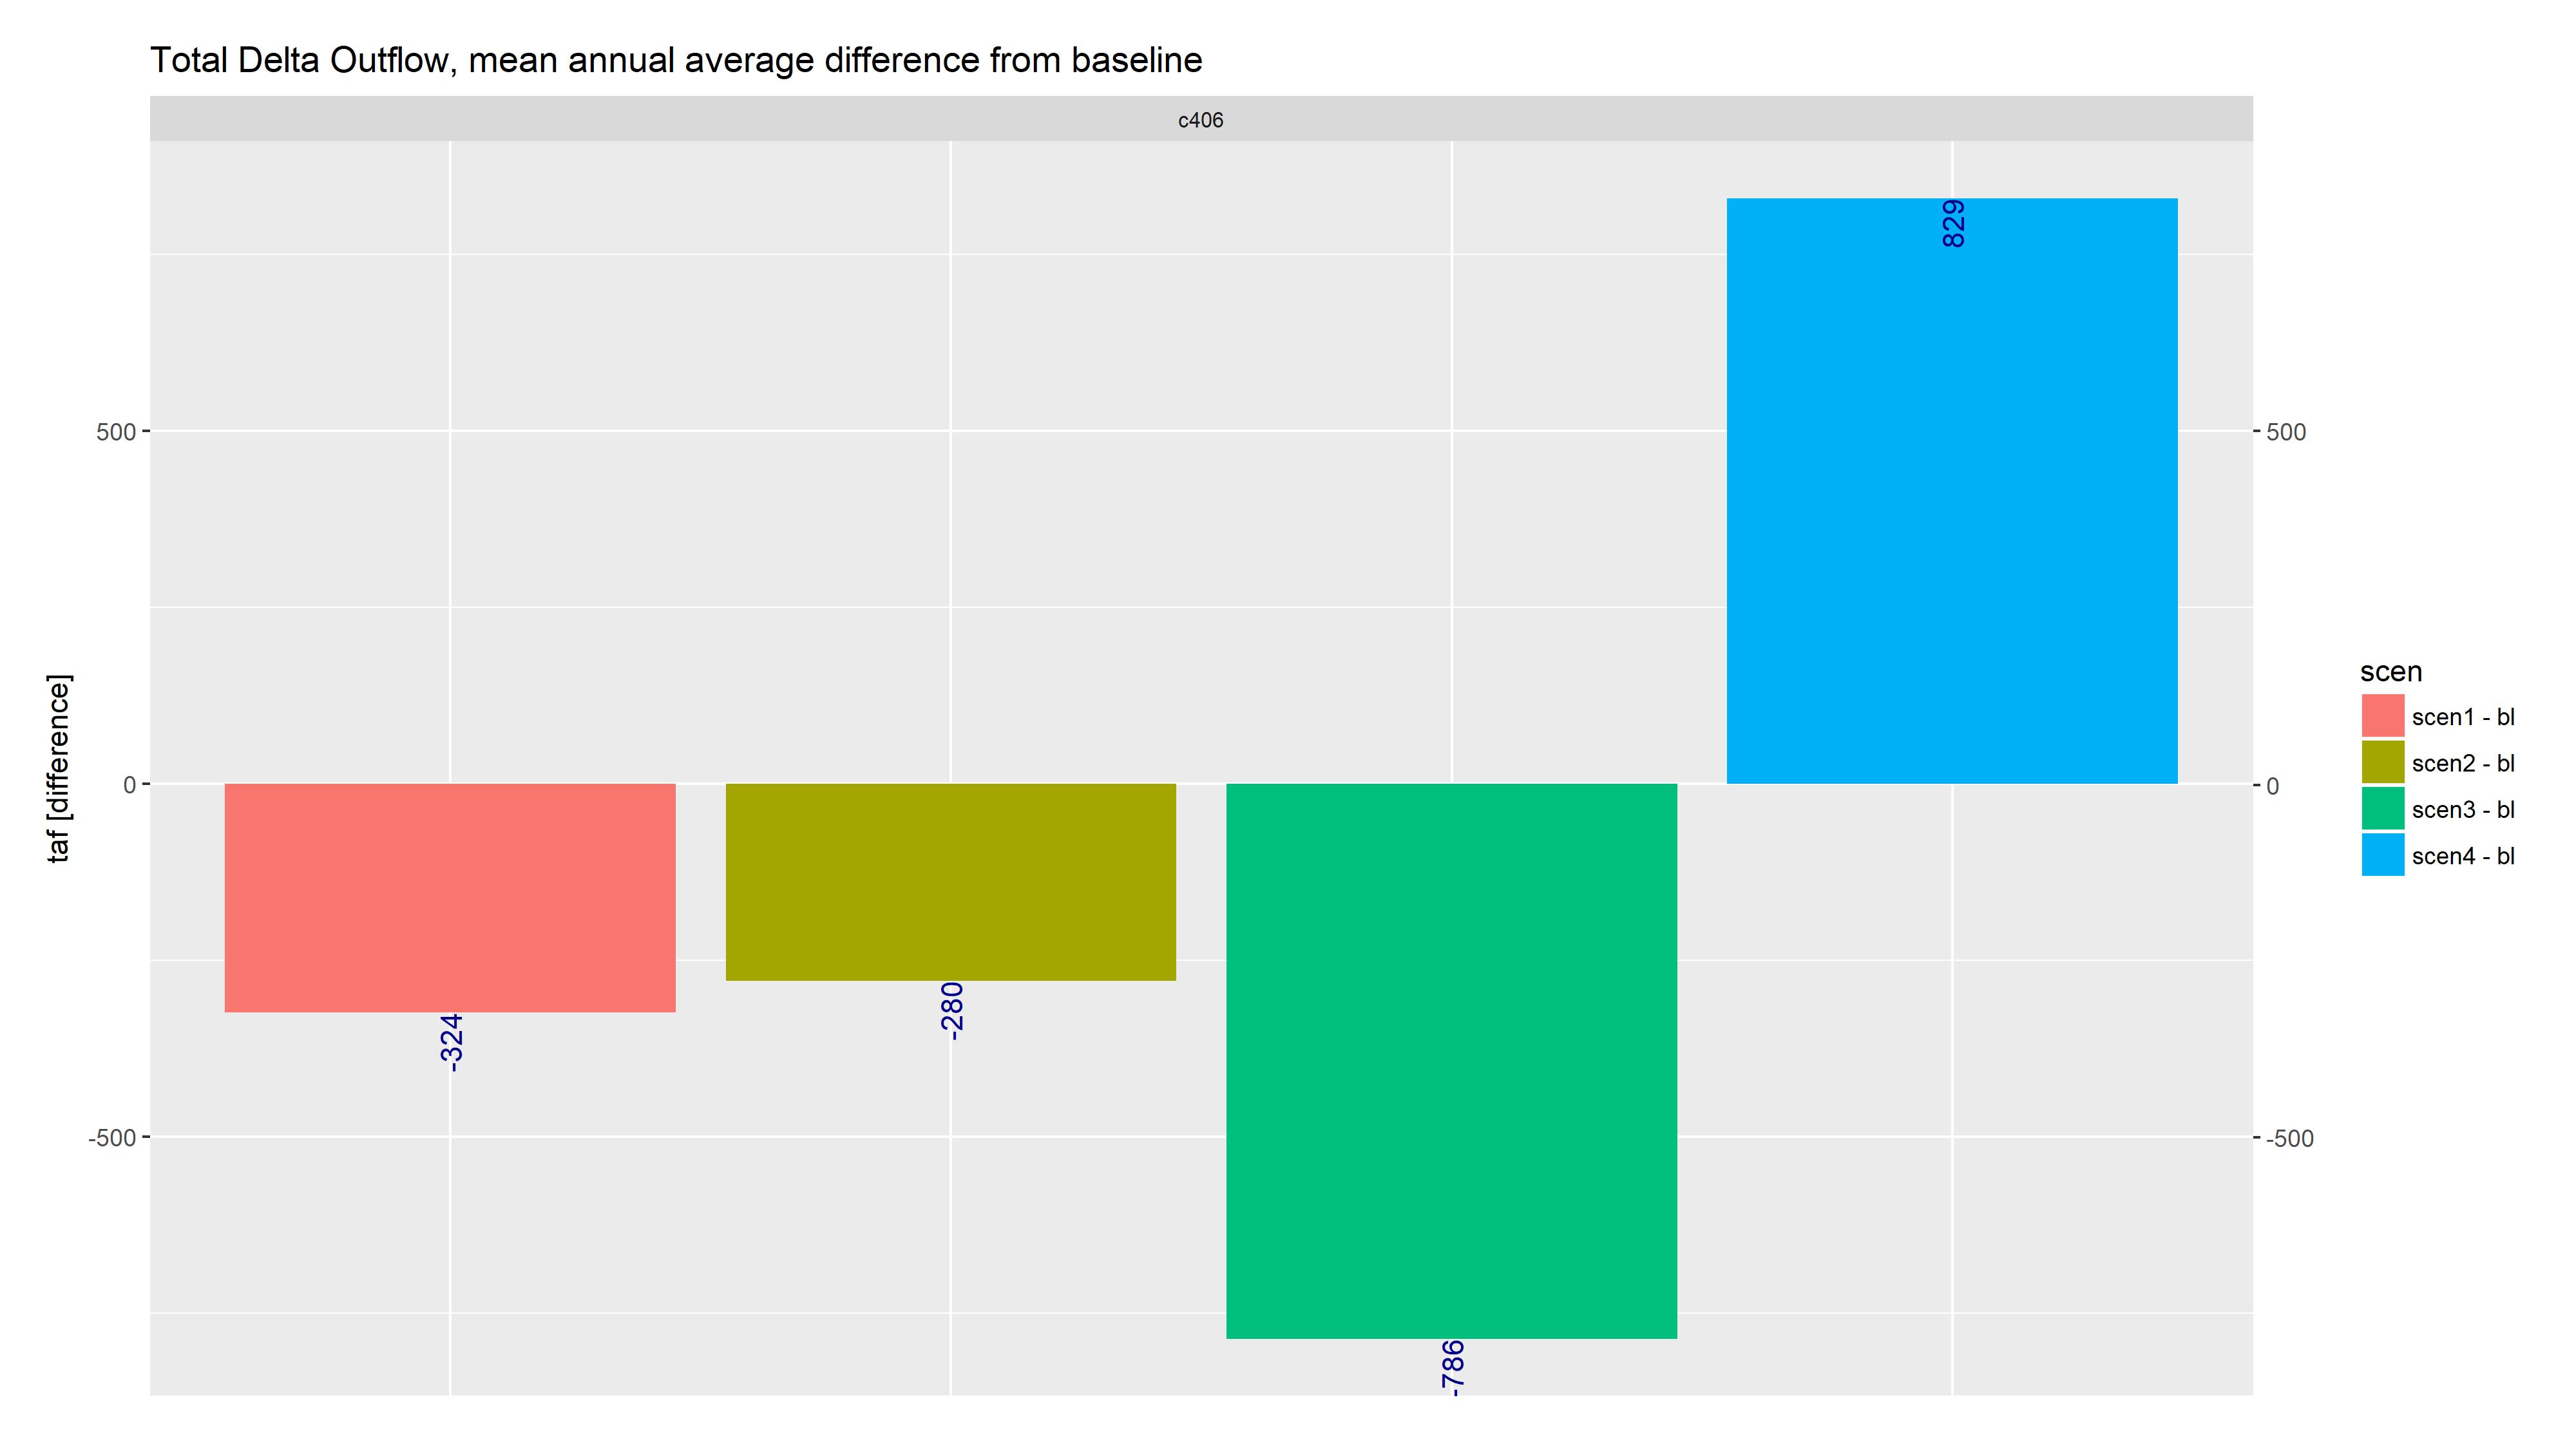 Total Delta Outflow, mean annual average difference from baseline
c406
829
500
500
taf [difference]
0
0
scen
scen1 - bl
scen2 - bl
scen3 - bl
scen4 - bl
-324
-280
-500
-500
-786